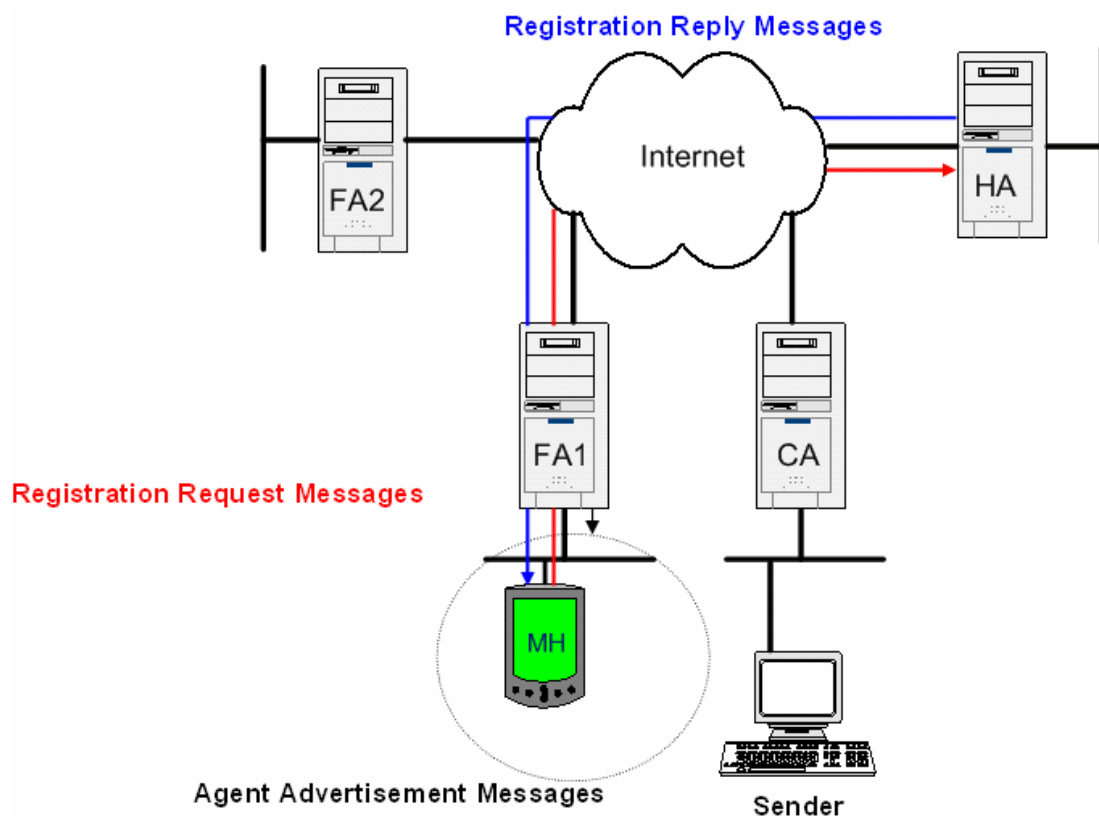 Registration Reply Messages
Internet
FA2
HA
FA1
CA
Registration Request Messages
MH
Agent Advertisement Messages
Sender